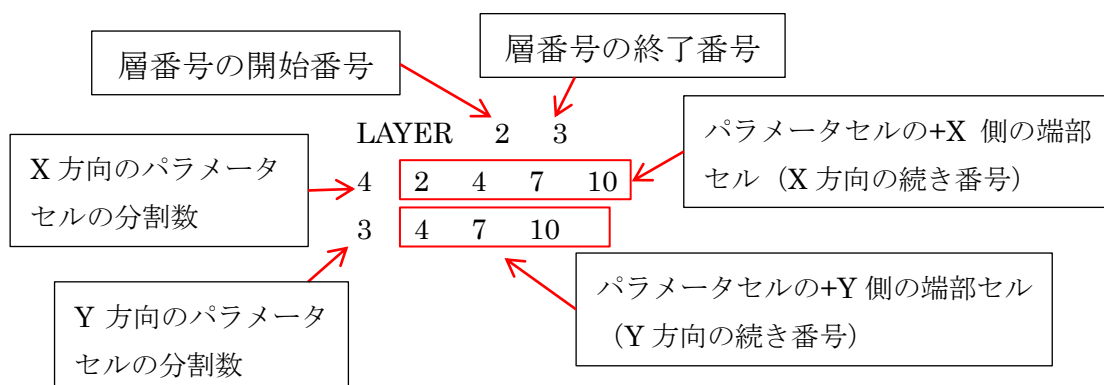 層番号の開始番号
層番号の終了番号
LAYER 2 3
パラメータセルの+X 側の端部
セル（X 方向の続き番号）
X 方向のパラメータ
セルの分割数
4 2 4 7 10
3 4 7 10
Y 方向のパラメータ
セルの分割数
パラメータセルの+Y 側の端部セル
（Y 方向の続き番号）